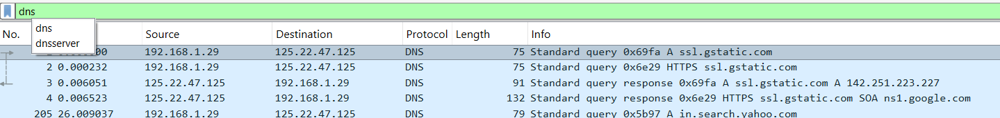 dns
dns
dnsserver
No. Source Destination Protocol Length Info
192.168.1.29 125.22.47.125 DNS 75 Standard query 0x69fa A ssl.gstatic.com
2 0.000232 192.168.1.29 125.22.47.125 DNS 75 Standard query 0x6e29 HTTPS ssl.gstatic.com
3 0.006051 125.22.47.125 192.168.1.29 DNS 91 Standard query response 0x69fa A ssl.gstatic.com A 142.251.223.227
4 0.006523 125.22.47.125 192.168.1.29 DNS 132 Standard query response 0x6e29 HTTPS ssl.gstatic.com SOA ns1.google.com
205 26.009037 192.168.1.29 125.22.47.125 DNS 79 Standard query 0x5b97 A in.search.yahoo.com